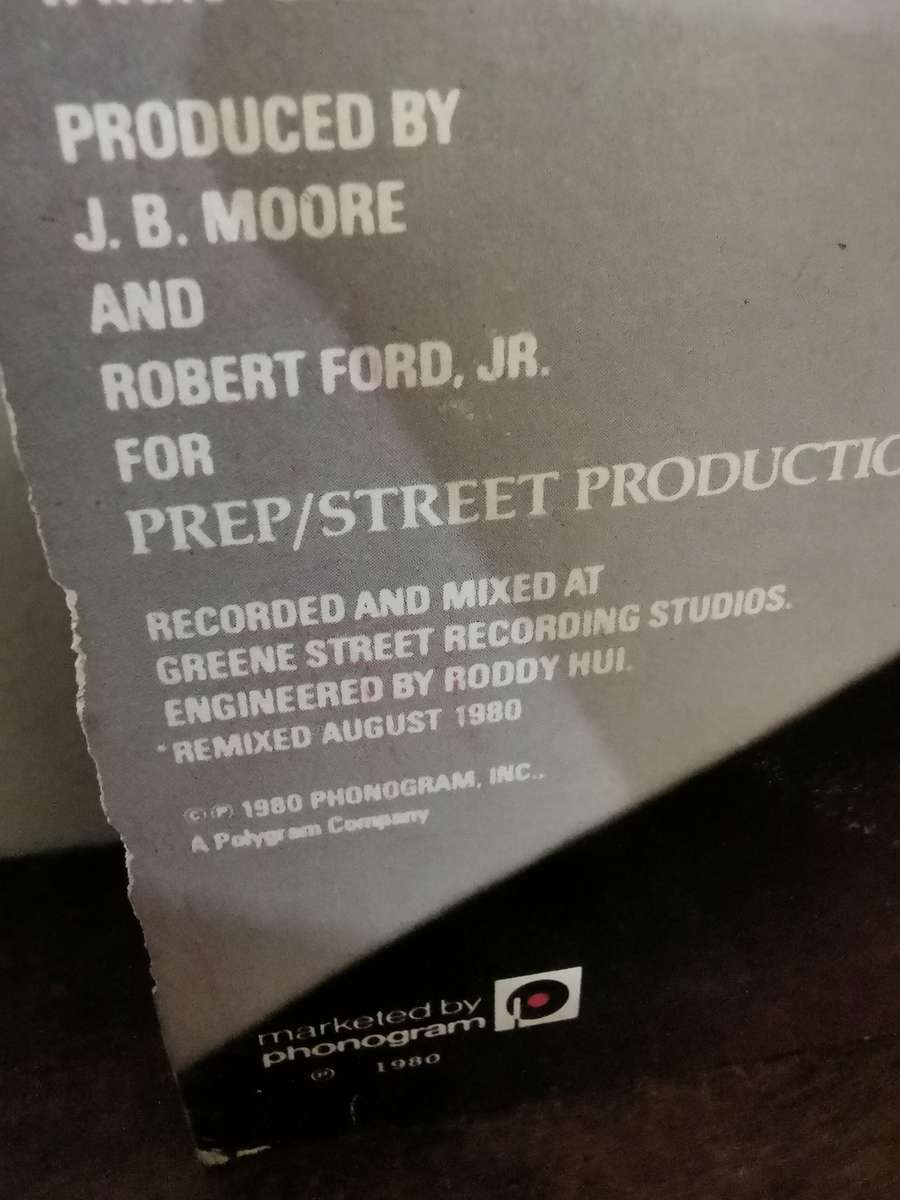 PRODUCED BY
J. B. MOORE
AND
ROBERT FORD, JR.
FOR
PREP/STREET PRODUCTIO
RECORDED AND MIXED AT
GREENE STREET RECORDING STUDIOS.
ENGINEERED BY RODDY HUI.
*REMIXED AUGUST 1980
©℗ 1980 PHONOGRAM, INC.,
A Polygram Company
marketed by
phonogram
℗ 1980